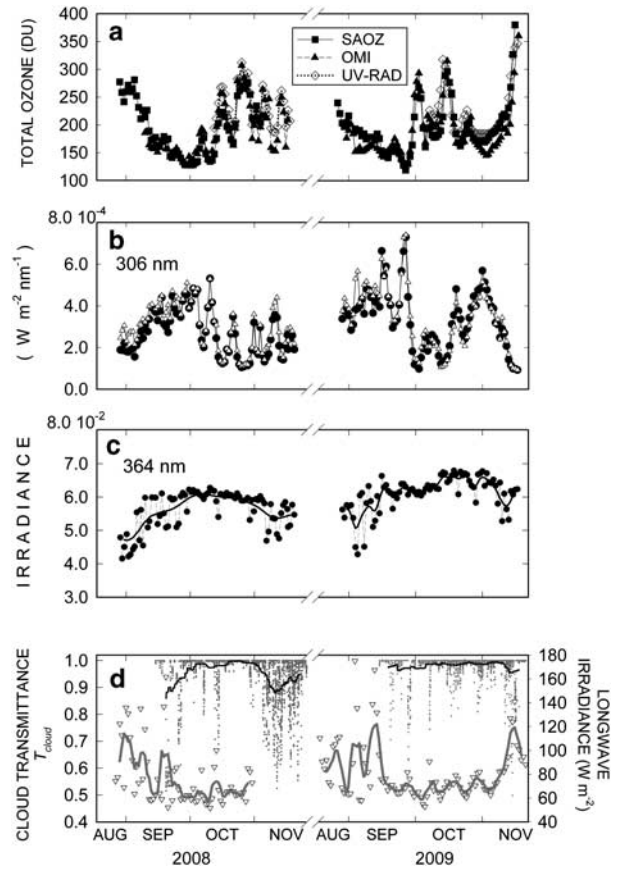 a
SAOZ
OMI
UV-RAD
TOTAL OZONE (DU)
400
350
300
250
200
150
100
b
306 nm
8.0 10⁻⁴
6.0
4.0
2.0
0.0
( W m⁻² nm⁻¹ )
c
364 nm
8.0 10⁻²
7.0
6.0
5.0
4.0
3.0
IRRADIANCE
d
CLOUD TRANSMITTANCE
T_cloud
1.0
0.9
0.8
0.7
0.6
0.5
0.4
180
160
140
120
100
80
60
40
LONGWAVE
IRRADIANCE (W m⁻²)
AUG SEP OCT NOV AUG SEP OCT NOV
2008 2009